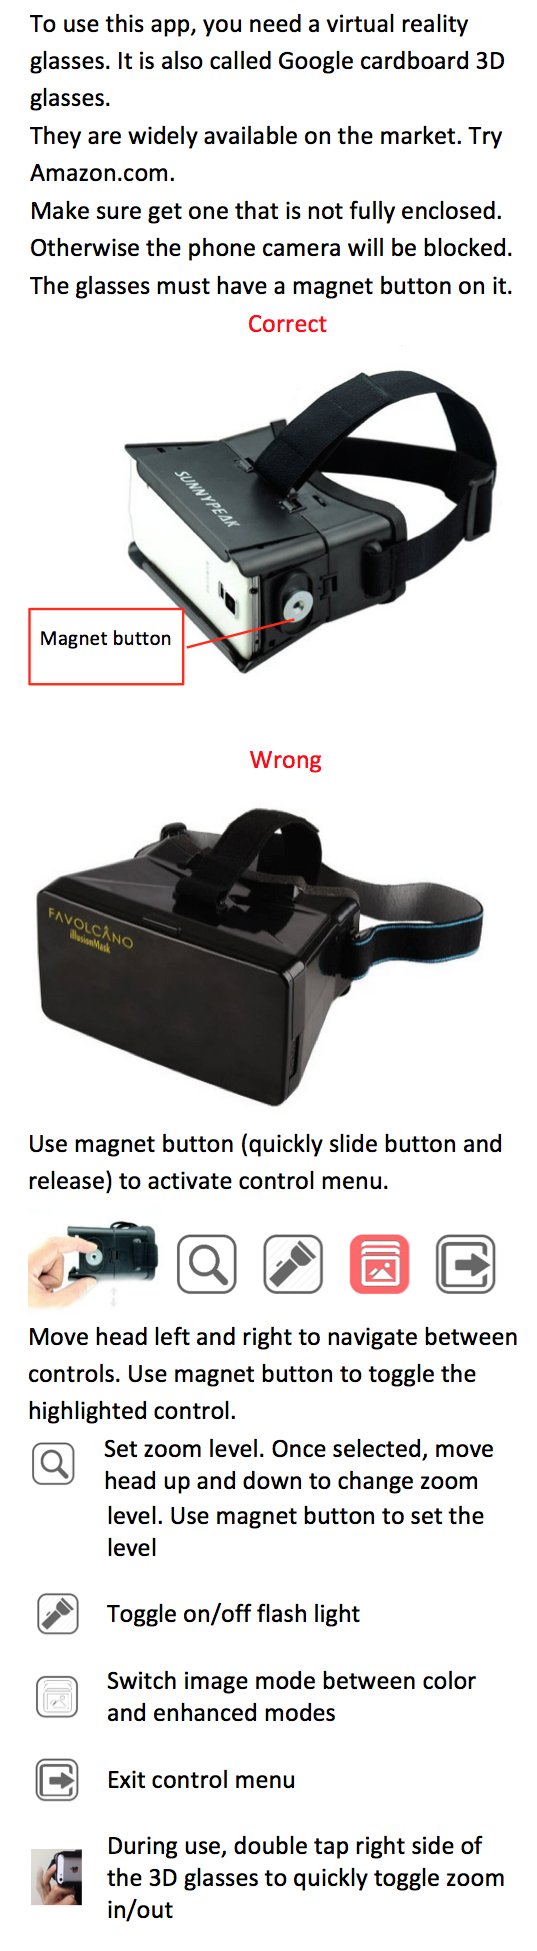 To use this app, you need a virtual reality
glasses. It is also called Google cardboard 3D
glasses.
They are widely available on the market. Try
Amazon.com.
Make sure get one that is not fully enclosed.
Otherwise the phone camera will be blocked.
The glasses must have a magnet button on it.
Correct
SUNNYPEAK
Magnet button
Wrong
FAVOLCANO
illusionMask
Use magnet button (quickly slide button and
release) to activate control menu.
Move head left and right to navigate between
controls. Use magnet button to toggle the
highlighted control.
Set zoom level. Once selected, move
head up and down to change zoom
level. Use magnet button to set the
level
Toggle on/off flash light
Switch image mode between color
and enhanced modes
Exit control menu
During use, double tap right side of
the 3D glasses to quickly toggle zoom
in/out